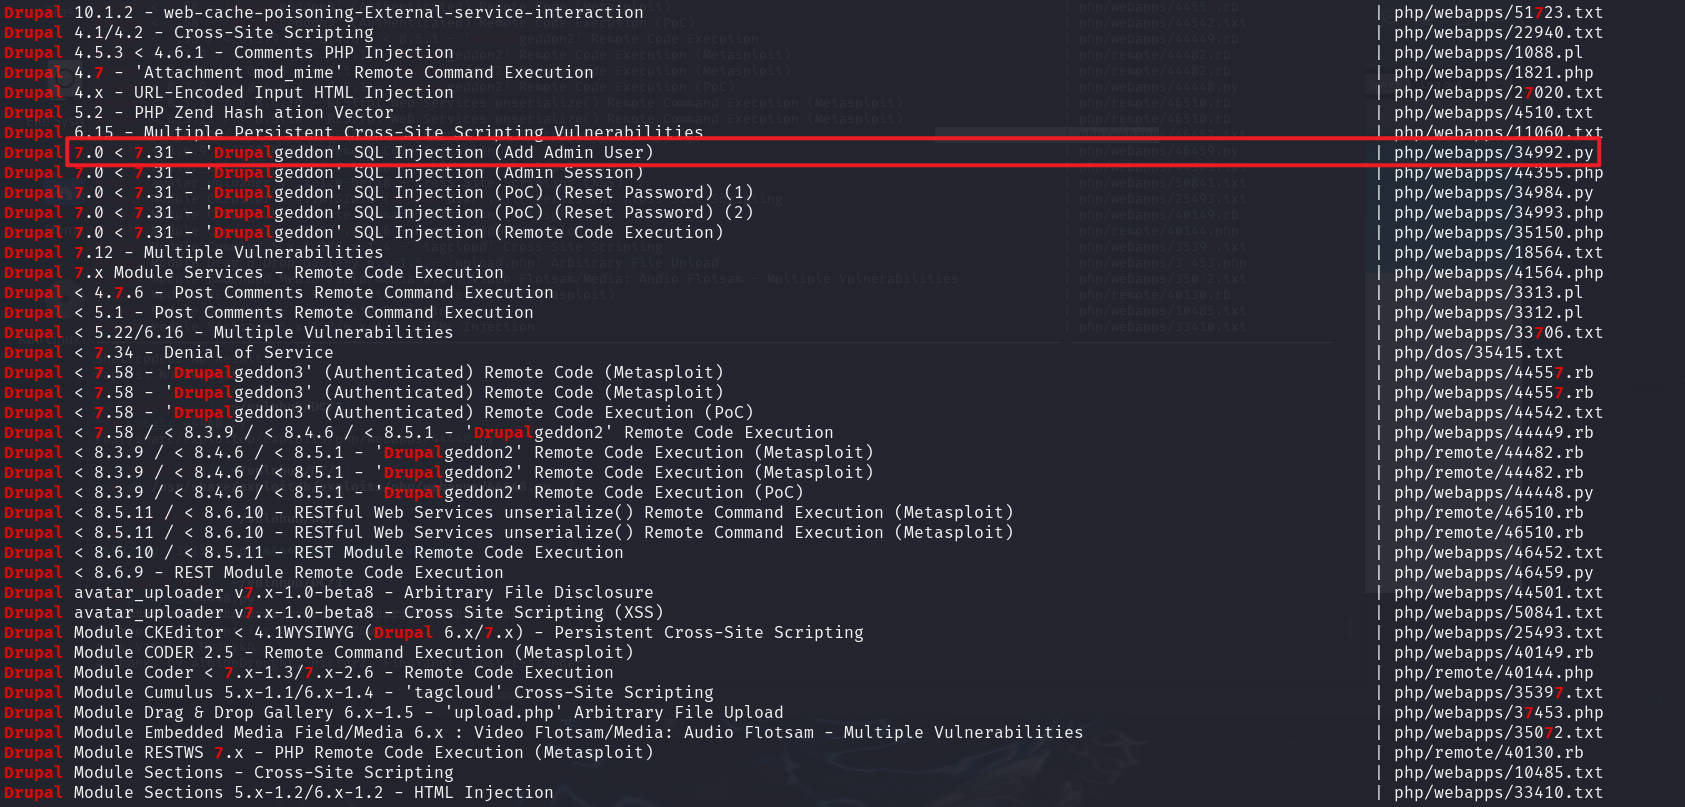 Drupal 10.1.2 - web-cache-poisoning-External-service-interaction | php/webapps/51723.txt
Drupal 4.1/4.2 - Cross-Site Scripting | php/webapps/22940.txt
Drupal 4.5.3 < 4.6.1 - Comments PHP Injection | php/webapps/1088.pl
Drupal 4.7 - 'Attachment mod_mime' Remote Command Execution | php/webapps/1821.php
Drupal 4.x - URL-Encoded Input HTML Injection | php/webapps/27020.txt
Drupal 5.2 - PHP Zend Hash ation Vector | php/webapps/4510.txt
Drupal 6.15 - Multiple Persistent Cross-Site Scripting Vulnerabilities | php/webapps/11060.txt
Drupal 7.0 < 7.31 - 'Drupalgeddon' SQL Injection (Add Admin User) | php/webapps/34992.py
Drupal 7.0 < 7.31 - 'Drupalgeddon' SQL Injection (Admin Session) | php/webapps/44355.php
Drupal 7.0 < 7.31 - 'Drupalgeddon' SQL Injection (PoC) (Reset Password) (1) | php/webapps/34984.py
Drupal 7.0 < 7.31 - 'Drupalgeddon' SQL Injection (PoC) (Reset Password) (2) | php/webapps/34993.php
Drupal 7.0 < 7.31 - 'Drupalgeddon' SQL Injection (Remote Code Execution) | php/webapps/35150.php
Drupal 7.12 - Multiple Vulnerabilities | php/webapps/18564.txt
Drupal 7.x Module Services - Remote Code Execution | php/webapps/41564.php
Drupal < 4.7.6 - Post Comments Remote Command Execution | php/webapps/3313.pl
Drupal < 5.1 - Post Comments Remote Command Execution | php/webapps/3312.pl
Drupal < 5.22/6.16 - Multiple Vulnerabilities | php/webapps/33706.txt
Drupal < 7.34 - Denial of Service | php/dos/35415.txt
Drupal < 7.58 - 'Drupalgeddon3' (Authenticated) Remote Code (Metasploit) | php/webapps/44557.rb
Drupal < 7.58 - 'Drupalgeddon3' (Authenticated) Remote Code (Metasploit) | php/webapps/44557.rb
Drupal < 7.58 - 'Drupalgeddon3' (Authenticated) Remote Code Execution (PoC) | php/webapps/44542.txt
Drupal < 7.58 / < 8.3.9 / < 8.4.6 / < 8.5.1 - 'Drupalgeddon2' Remote Code Execution | php/webapps/44449.rb
Drupal < 8.3.9 / < 8.4.6 / < 8.5.1 - 'Drupalgeddon2' Remote Code Execution (Metasploit) | php/remote/44482.rb
Drupal < 8.3.9 / < 8.4.6 / < 8.5.1 - 'Drupalgeddon2' Remote Code Execution (Metasploit) | php/remote/44482.rb
Drupal < 8.3.9 / < 8.4.6 / < 8.5.1 - 'Drupalgeddon2' Remote Code Execution (PoC) | php/webapps/44448.py
Drupal < 8.5.11 / < 8.6.10 - RESTful Web Services unserialize() Remote Command Execution (Metasploit) | php/remote/46510.rb
Drupal < 8.5.11 / < 8.6.10 - RESTful Web Services unserialize() Remote Command Execution (Metasploit) | php/remote/46510.rb
Drupal < 8.6.10 / < 8.5.11 - REST Module Remote Code Execution | php/webapps/46452.txt
Drupal < 8.6.9 - REST Module Remote Code Execution | php/webapps/46459.py
Drupal avatar_uploader v7.x-1.0-beta8 - Arbitrary File Disclosure | php/webapps/44501.txt
Drupal avatar_uploader v7.x-1.0-beta8 - Cross Site Scripting (XSS) | php/webapps/50841.txt
Drupal Module CKEditor < 4.1WYSIWYG (Drupal 6.x/7.x) - Persistent Cross-Site Scripting | php/webapps/25493.txt
Drupal Module CODER 2.5 - Remote Command Execution (Metasploit) | php/webapps/40149.rb
Drupal Module Coder < 7.x-1.3/7.x-2.6 - Remote Code Execution | php/remote/40144.php
Drupal Module Cumulus 5.x-1.1/6.x-1.4 - 'tagcloud' Cross-Site Scripting | php/webapps/35397.txt
Drupal Module Drag & Drop Gallery 6.x-1.5 - 'upload.php' Arbitrary File Upload | php/webapps/37453.php
Drupal Module Embedded Media Field/Media 6.x : Video Flotsam/Media: Audio Flotsam - Multiple Vulnerabilities | php/webapps/35072.txt
Drupal Module RESTWS 7.x - PHP Remote Code Execution (Metasploit) | php/remote/40130.rb
Drupal Module Sections - Cross-Site Scripting | php/webapps/10485.txt
Drupal Module Sections 5.x-1.2/6.x-1.2 - HTML Injection | php/webapps/33410.txt